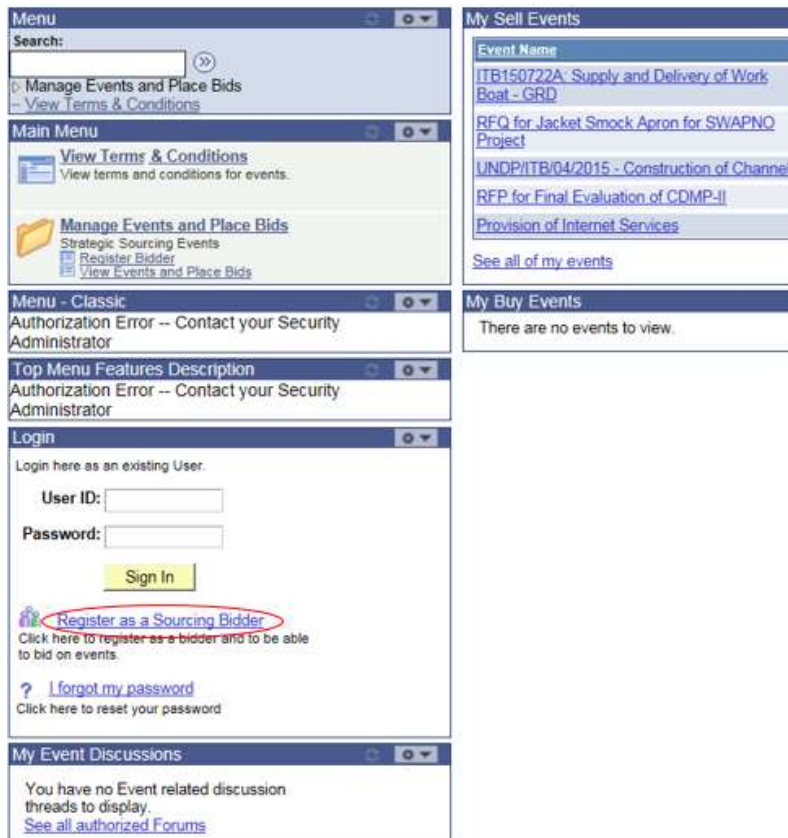 Menu
Search:
Manage Events and Place Bids
– View Terms & Conditions
Main Menu
View Terms & Conditions
View terms and conditions for events.
Manage Events and Place Bids
Strategic Sourcing Events
Register Bidder
View Events and Place Bids
Menu - Classic
Authorization Error -- Contact your Security
Administrator
Top Menu Features Description
Authorization Error -- Contact your Security
Administrator
Login
Login here as an existing User.
User ID:
Password:
Sign In
Register as a Sourcing Bidder
Click here to register as a bidder and to be able
to bid on events.
? I forgot my password
Click here to reset your password
My Event Discussions
You have no Event related discussion
threads to display.
See all authorized Forums
My Sell Events
Event Name
ITB150722A: Supply and Delivery of Work
Boat - GRD
RFQ for Jacket Smock Apron for SWAPNO
Project
UNDP/ITB/04/2015 - Construction of Channel
RFP for Final Evaluation of CDMP-II
Provision of Internet Services
See all of my events
My Buy Events
There are no events to view.